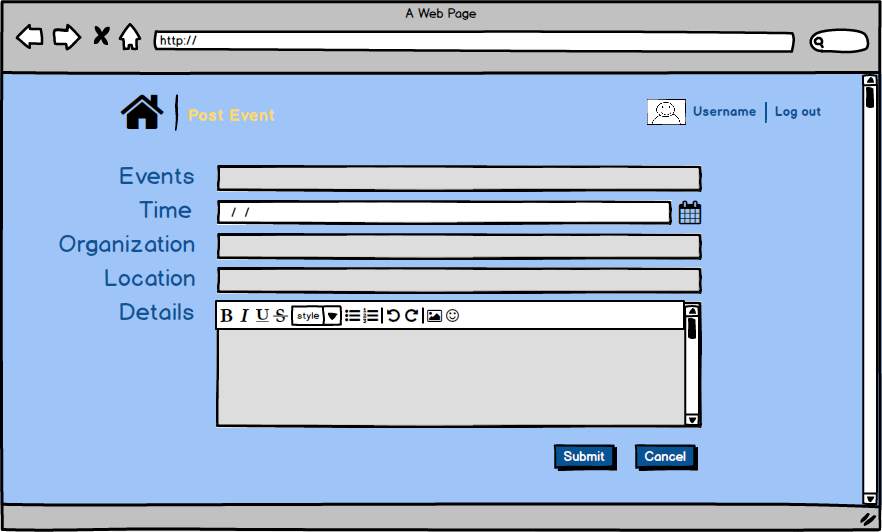 A Web Page
http://
Post Event
Username
Log out
Events
Time
/ /
Organization
Location
Details
B I U S style
Submit
Cancel